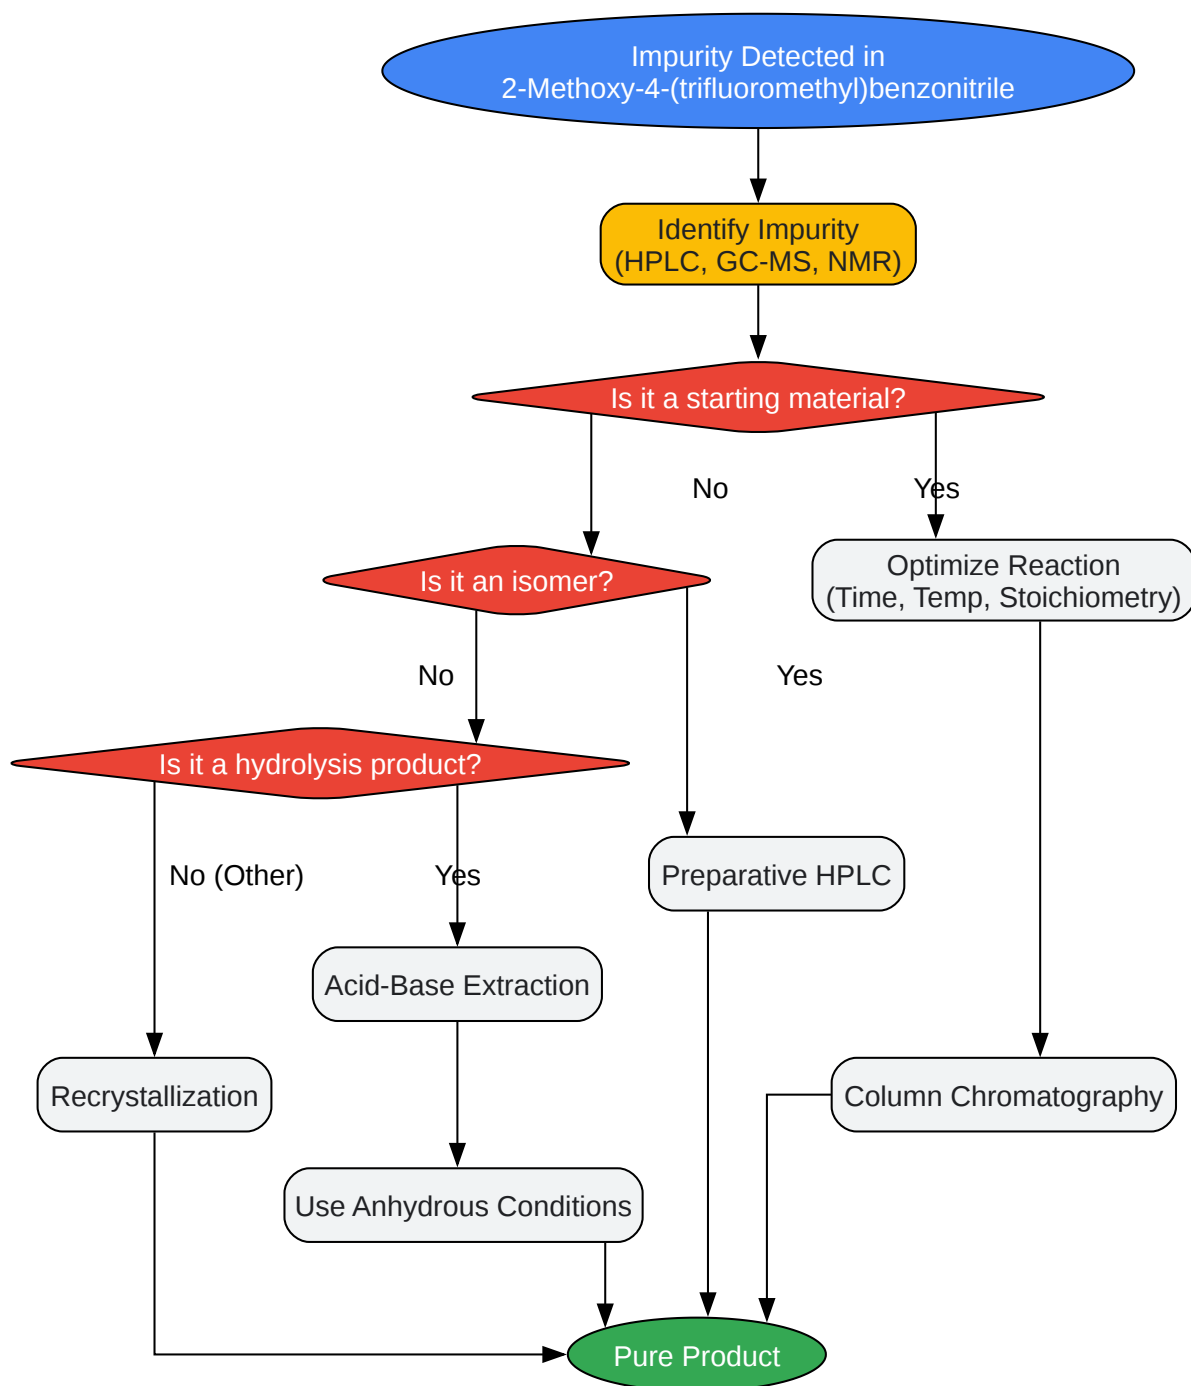 Impurity Detected in
2-Methoxy-4-(trifluoromethyl)benzonitrile
Identify Impurity
(HPLC, GC-MS, NMR)
Is it a starting material?
No
Yes
Is it an isomer?
Optimize Reaction
(Time, Temp, Stoichiometry)
No
Yes
Is it a hydrolysis product?
No (Other)
Yes
Preparative HPLC
Acid-Base Extraction
Recrystallization
Column Chromatography
Use Anhydrous Conditions
Pure Product